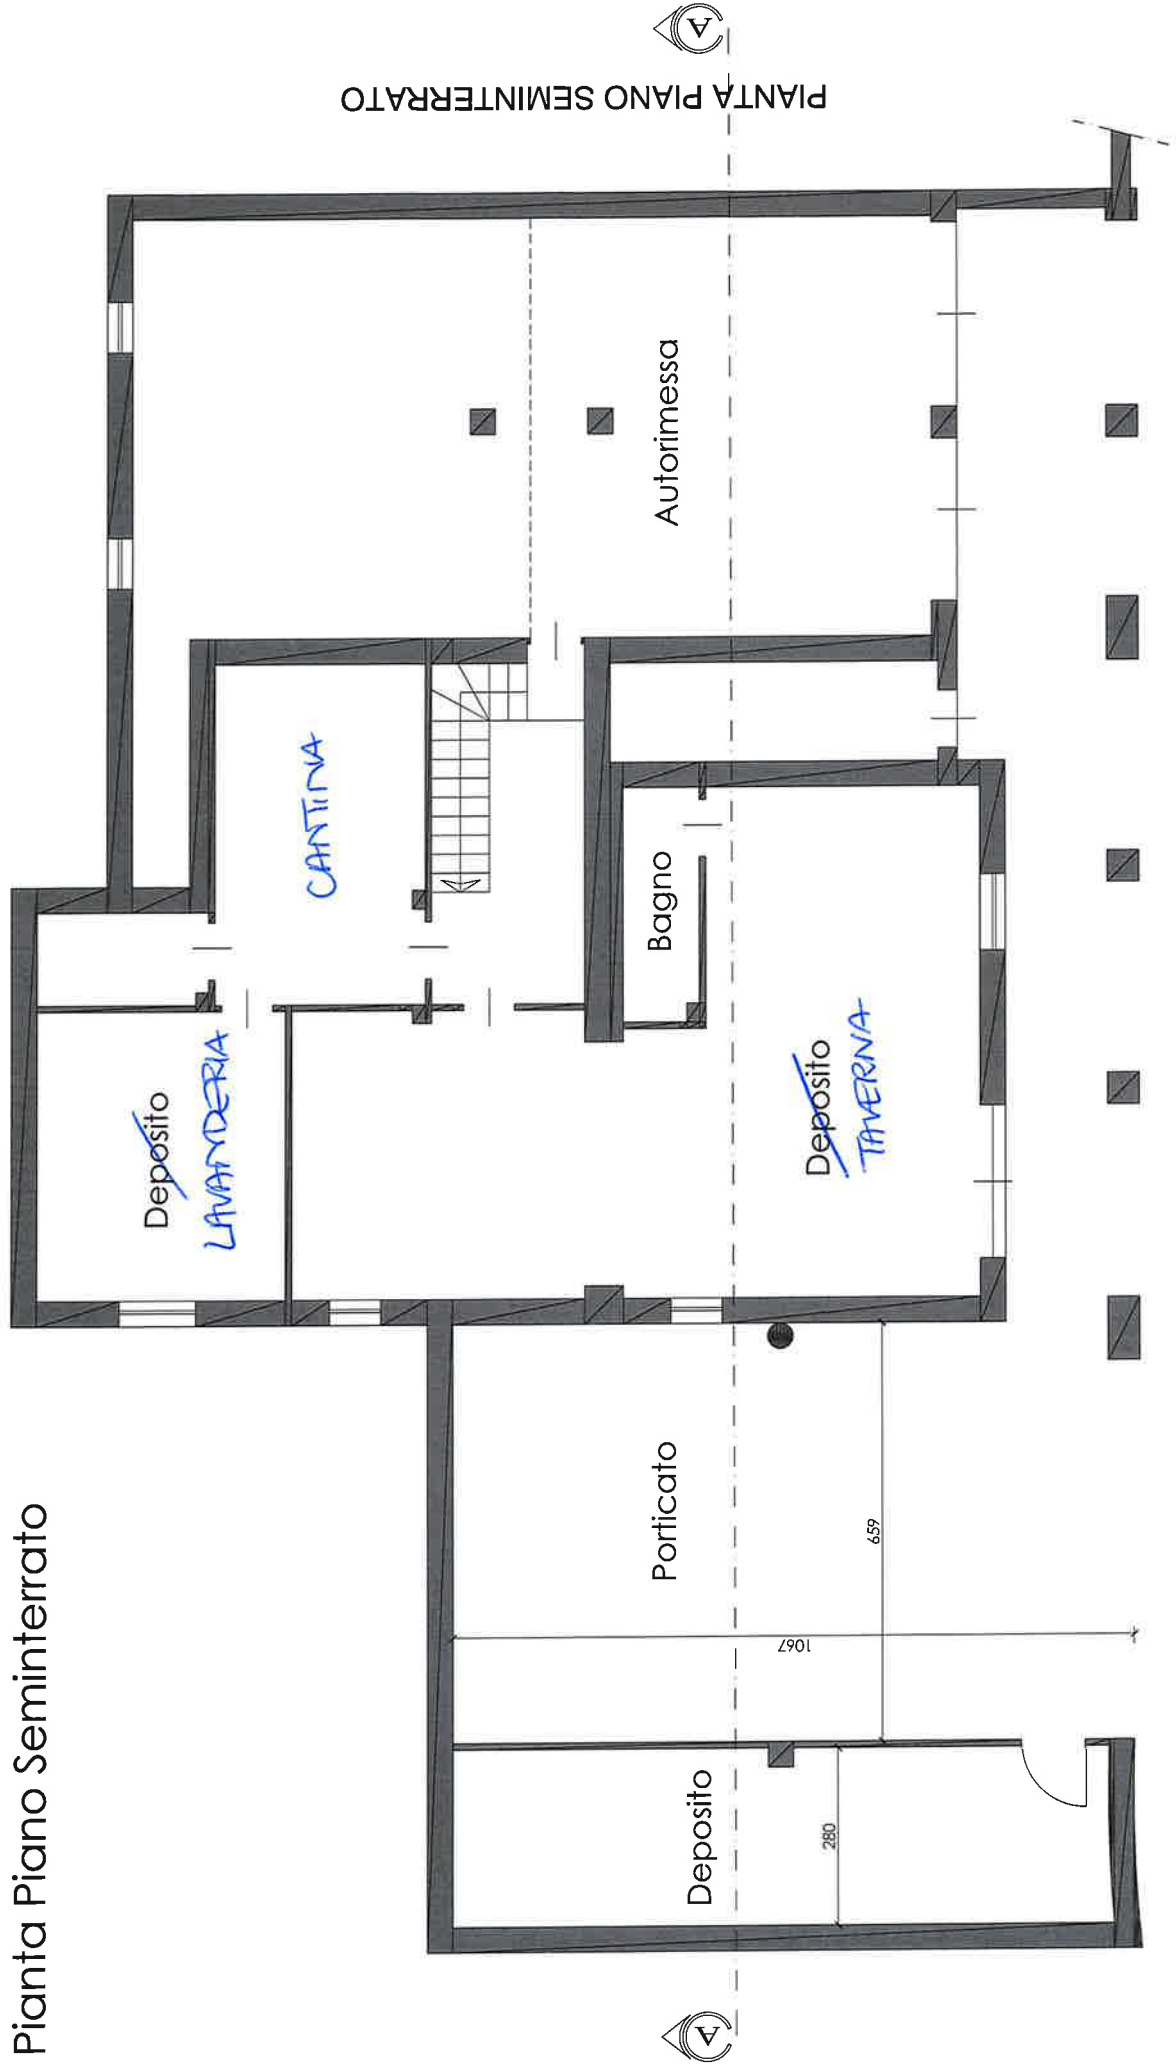 Pianta Piano Seminterrato
Deposito
LAVANDERIA
CANTINA
Autorimessa
Bagno
Deposito
TAVERNA
Porticato
659
1067
Deposito
280
A
A
PIANTA PIANO SEMINTERRATO